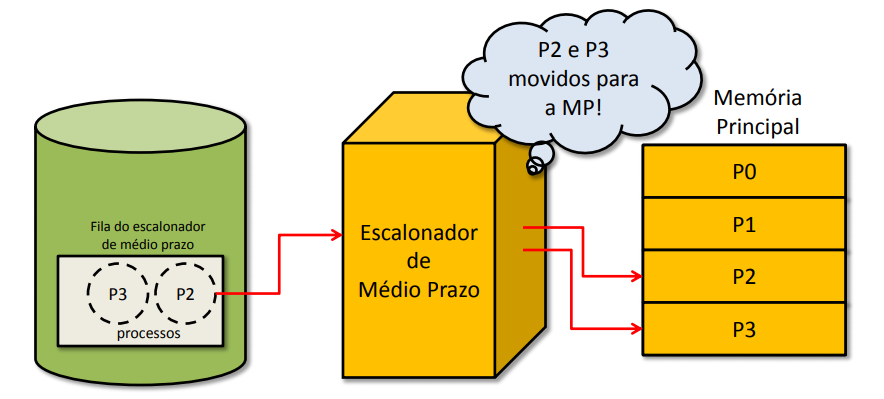 Fila do escalonador
de médio prazo
P3
P2
processos
Escalonador
de
Médio Prazo
P2 e P3
movidos para
a MP!
Memória
Principal
P0
P1
P2
P3